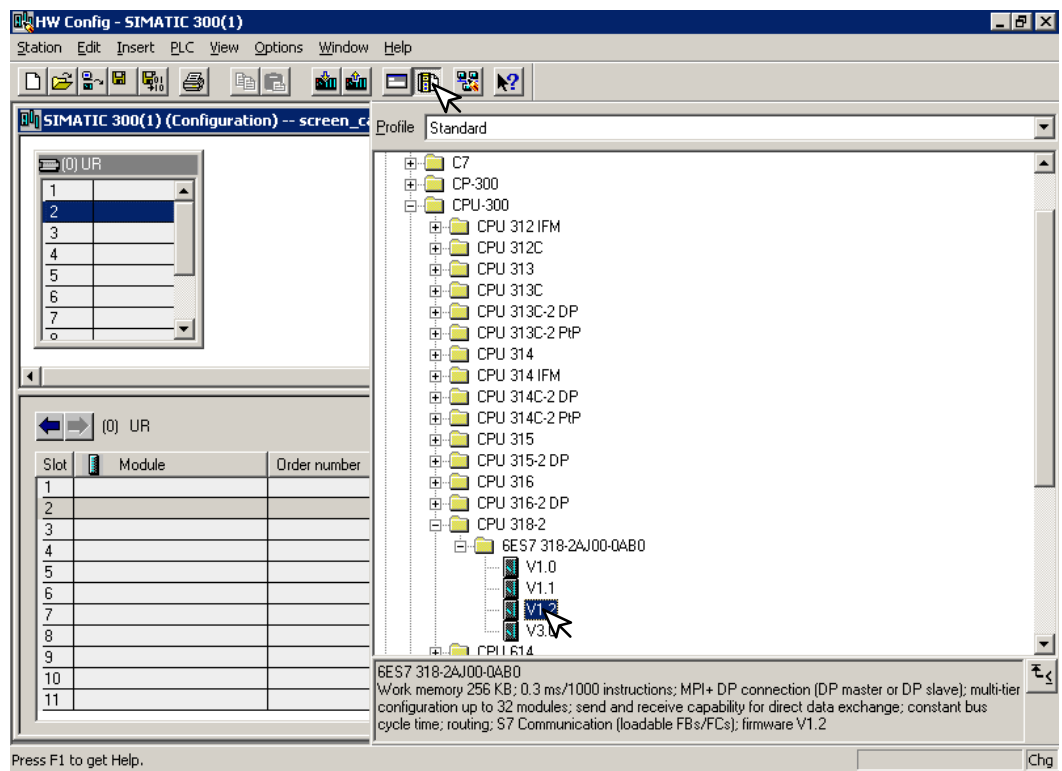 HW Config - SIMATIC 300(1)
Station Edit Insert PLC View Options Window Help
SIMATIC 300(1) (Configuration) -- screen_ca
Profile Standard
(0) UR
1
2
3
4
5
6
7
C7
CP-300
CPU-300
CPU 312 IFM
CPU 312C
CPU 313
CPU 313C
CPU 313C-2 DP
CPU 313C-2 PtP
CPU 314
CPU 314 IFM
CPU 314C-2 DP
CPU 314C-2 PtP
CPU 315
CPU 315-2 DP
CPU 316
CPU 316-2 DP
CPU 318-2
6ES7 318-2AJ00-0AB0
V1.0
V1.1
V1.2
V3.0
CPU 614
(0) UR
Slot Module Order number
1
2
3
4
5
6
7
8
9
10
11
6ES7 318-2AJ00-0AB0
Work memory 256 KB; 0.3 ms/1000 instructions; MPI+ DP connection (DP master or DP slave); multi-tier
configuration up to 32 modules; send and receive capability for direct data exchange; constant bus
cycle time; routing; S7 Communication (loadable FBs/FCs); firmware V1.2
Press F1 to get Help.
Chg